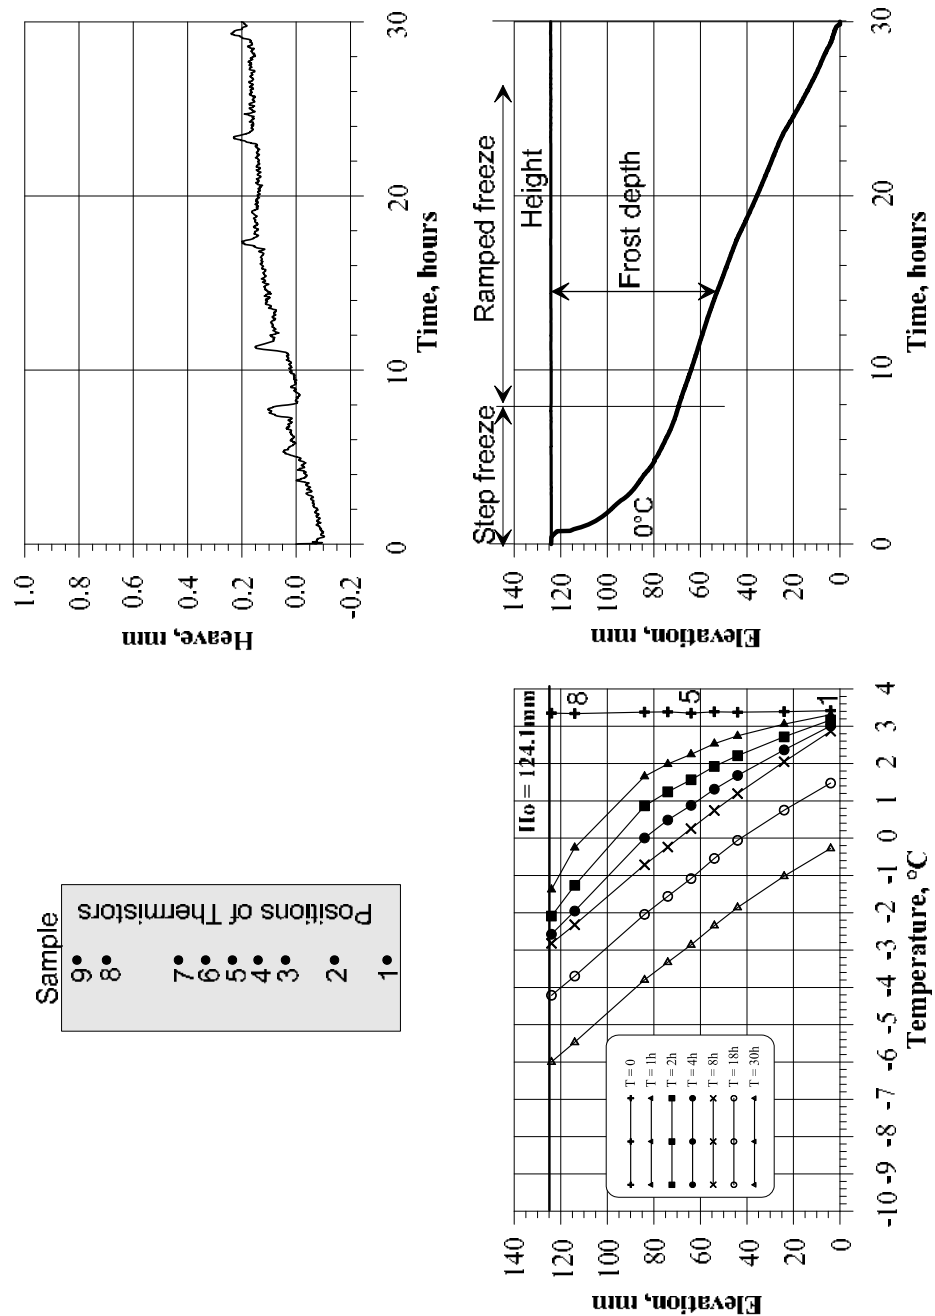 Sample
Positions of Thermistors
9
8
7
6
5
4
3
2
1
1.0
0.8
0.6
0.4
0.2
0.0
-0.2
Heave, mm
0
10
20
30
Time, hours
140
120
100
80
60
40
20
0
Elevation, mm
Ho = 124.1mm
8
5
1
T = 0
T = 1h
T = 2h
T = 4h
T = 8h
T = 18h
T = 30h
-10
-9
-8
-7
-6
-5
-4
-3
-2
-1
0
1
2
3
4
Temperature, °C
140
120
100
80
60
40
20
0
Elevation, mm
Step freeze
Ramped freeze
Height
Frost depth
0°C
0
10
20
30
Time, hours